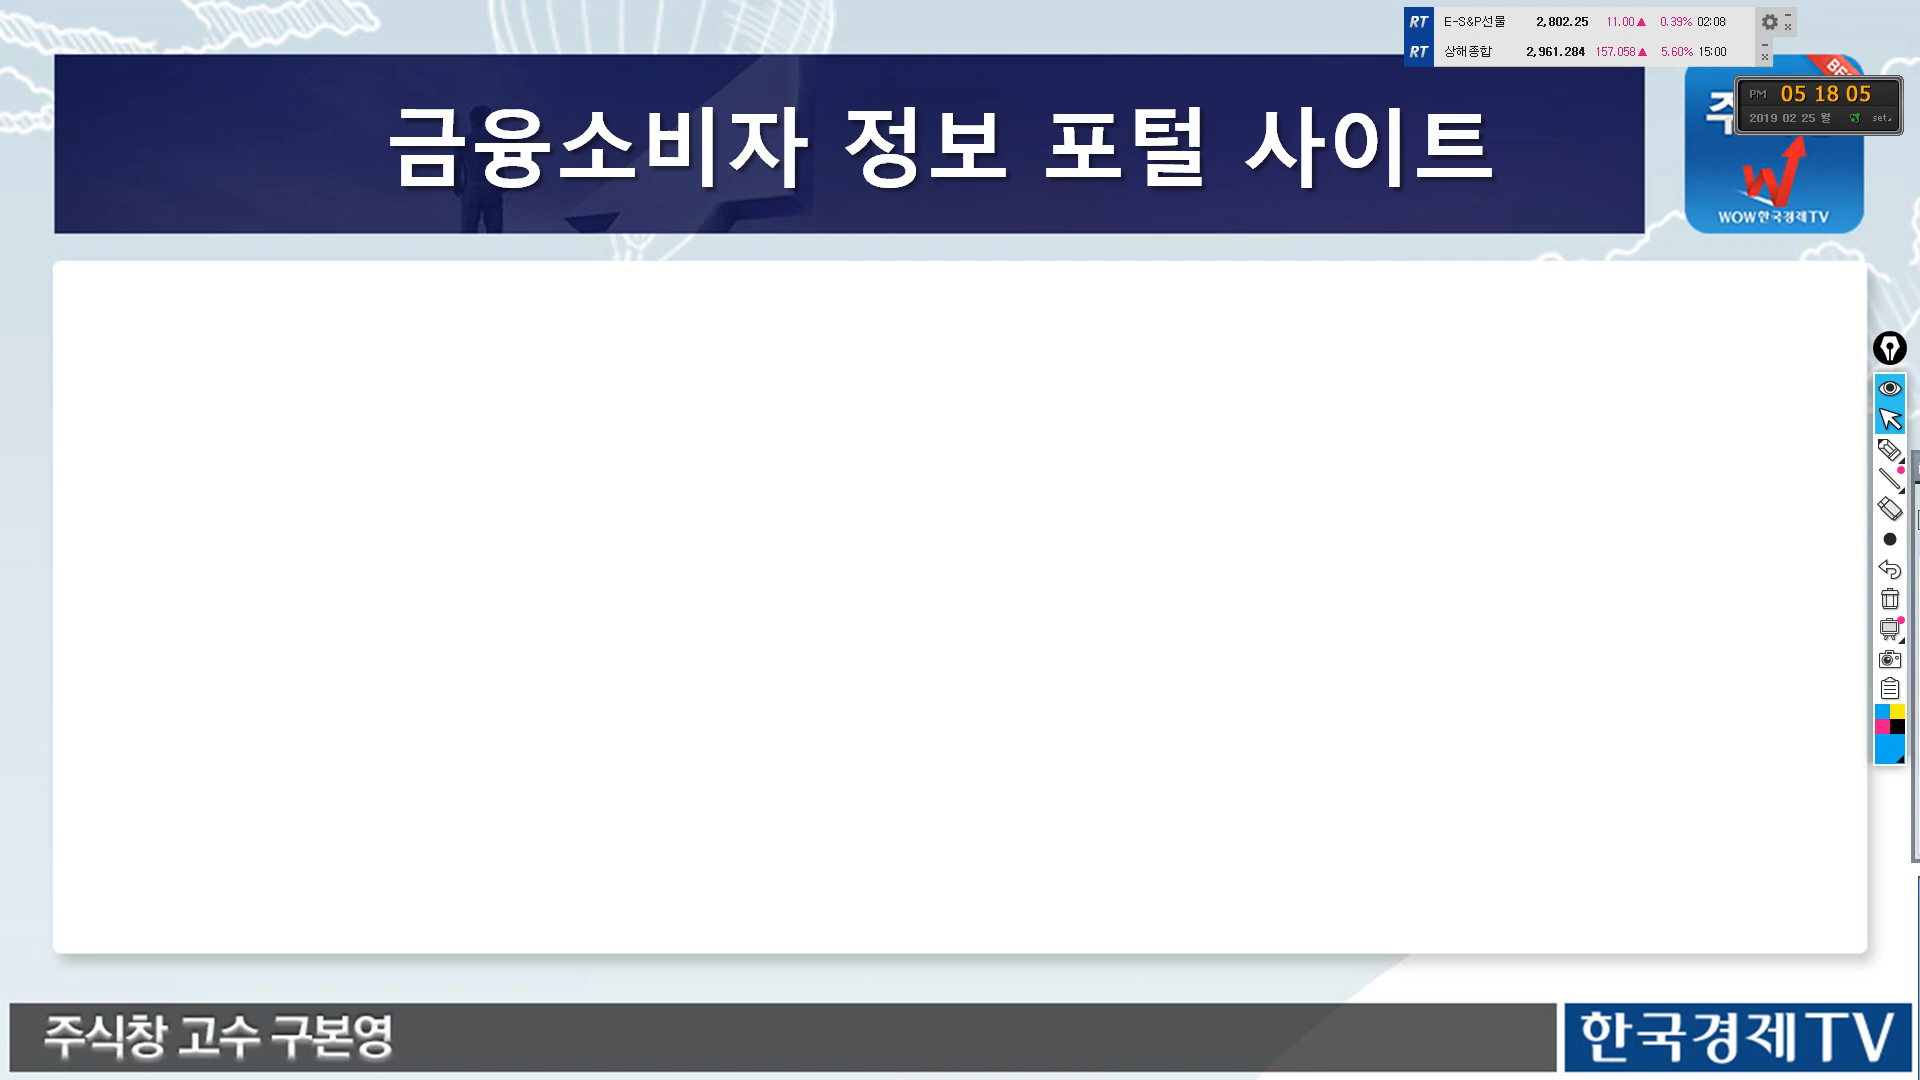 RT E-S&P선물 2,802.25 11.00▲ 0.39% 02:08
RT 상해종합 2,961.284 157.058▲ 5.60% 15:00
금융소비자 정보 포털 사이트
PM 05 18 05
2019 02 25 월 set
WOW한국경제TV
주식창 고수 구본영
한국경제TV